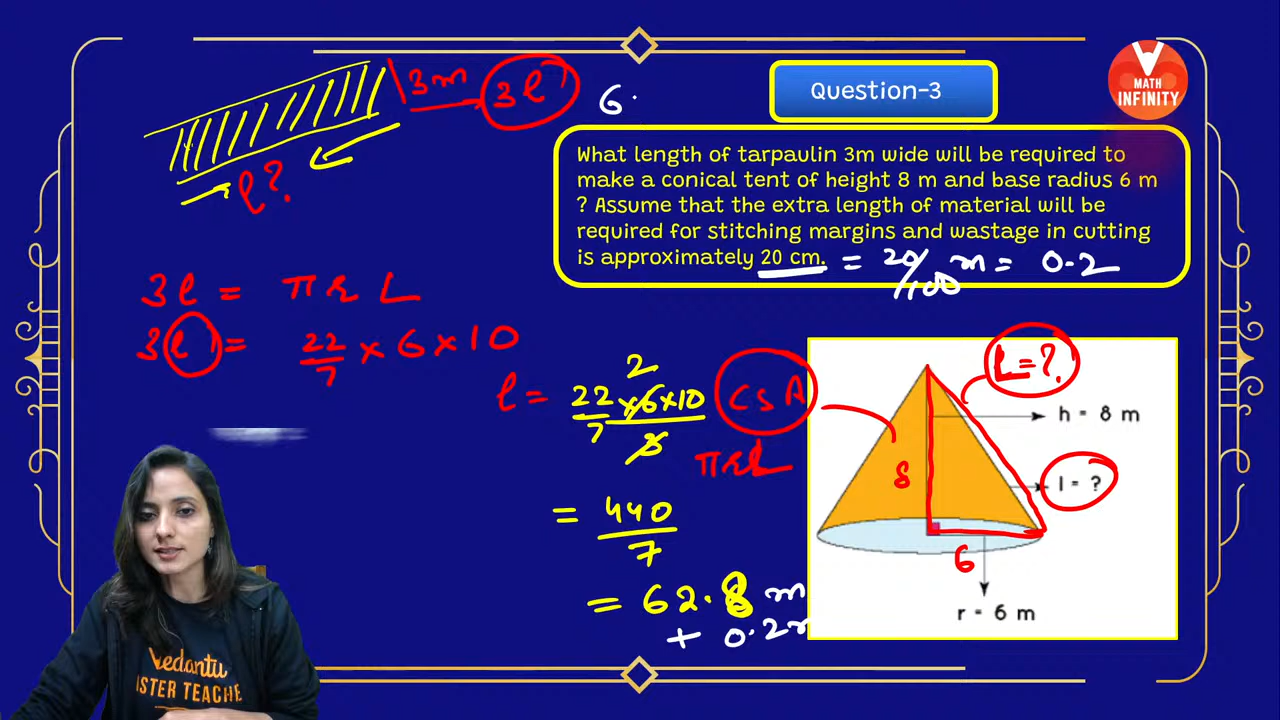 3m
3l
6.
Question-3
MATH
INFINITY
What length of tarpaulin 3m wide will be required to
make a conical tent of height 8 m and base radius 6 m
? Assume that the extra length of material will be
required for stitching margins and wastage in cutting
is approximately 20 cm. = 20/100 m = 0.2
l?
3l = πrL
3l = 22/7 × 6 × 10
l = 22/7 × 6 × 10 / 3
2
CSA
πrL
= 440/7
= 62.8 m
+ 0.2
L = ?
h = 8 m
8
l = ?
6
r = 6 m
Vedantu
MASTER TEACHE